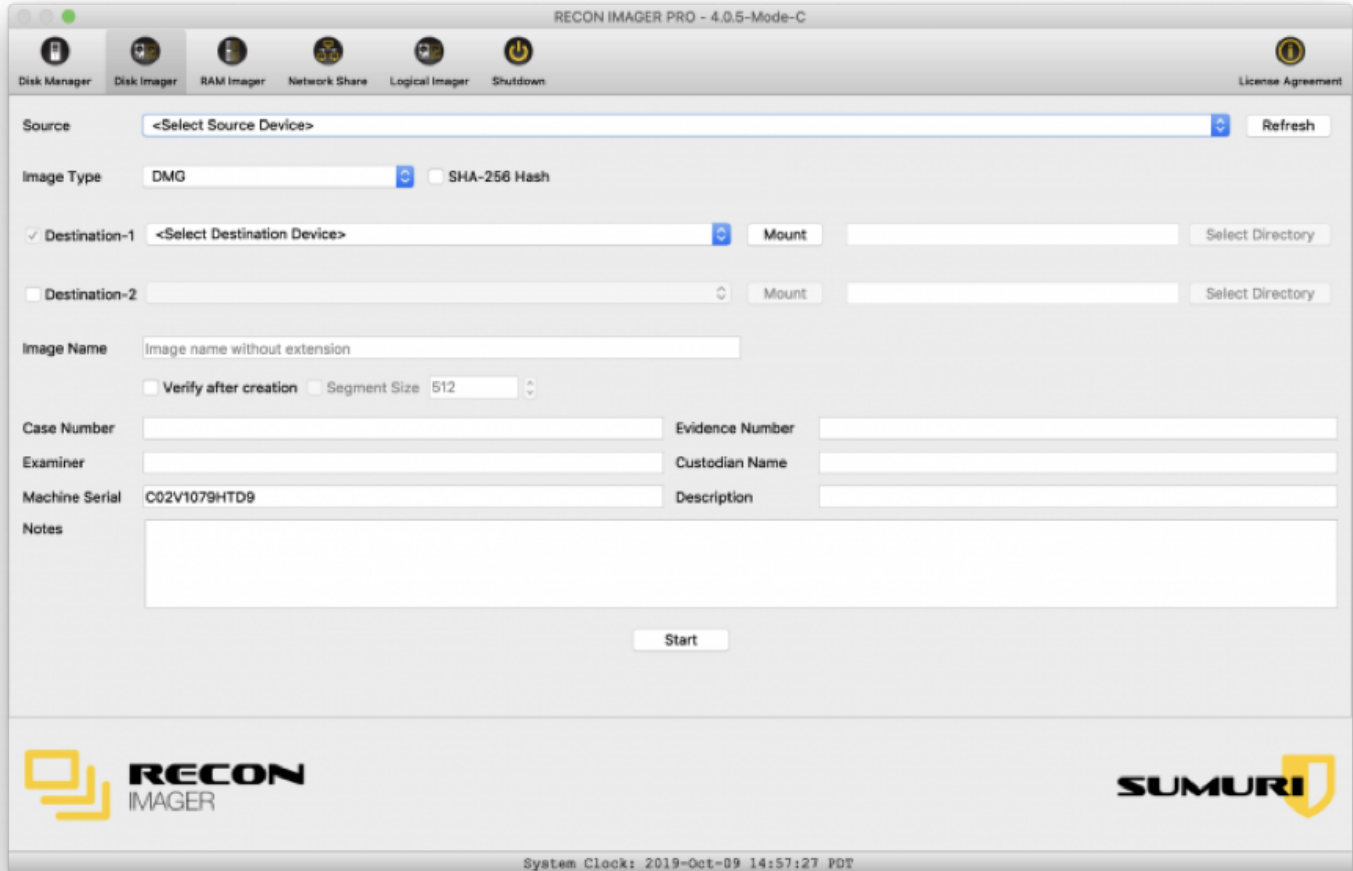 RECON IMAGER PRO - 4.0.5-Mode-C
Disk Manager Disk Imager RAM Imager Network Share Logical Imager Shutdown License Agreement
Source <Select Source Device> Refresh
Image Type DMG SHA-256 Hash
Destination-1 <Select Destination Device> Mount Select Directory
Destination-2 Mount Select Directory
Image Name Image name without extension
Verify after creation Segment Size 512
Case Number Evidence Number
Examiner Custodian Name
Machine Serial C02V1079HTD9 Description
Notes
Start
RECON
IMAGER
SUMURI
System Clock: 2019-Oct-09 14:57:27 PDT